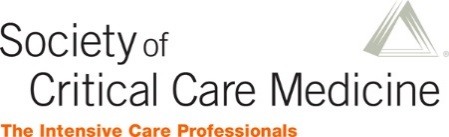 Society of
Critical Care Medicine
®
The Intensive Care Professionals